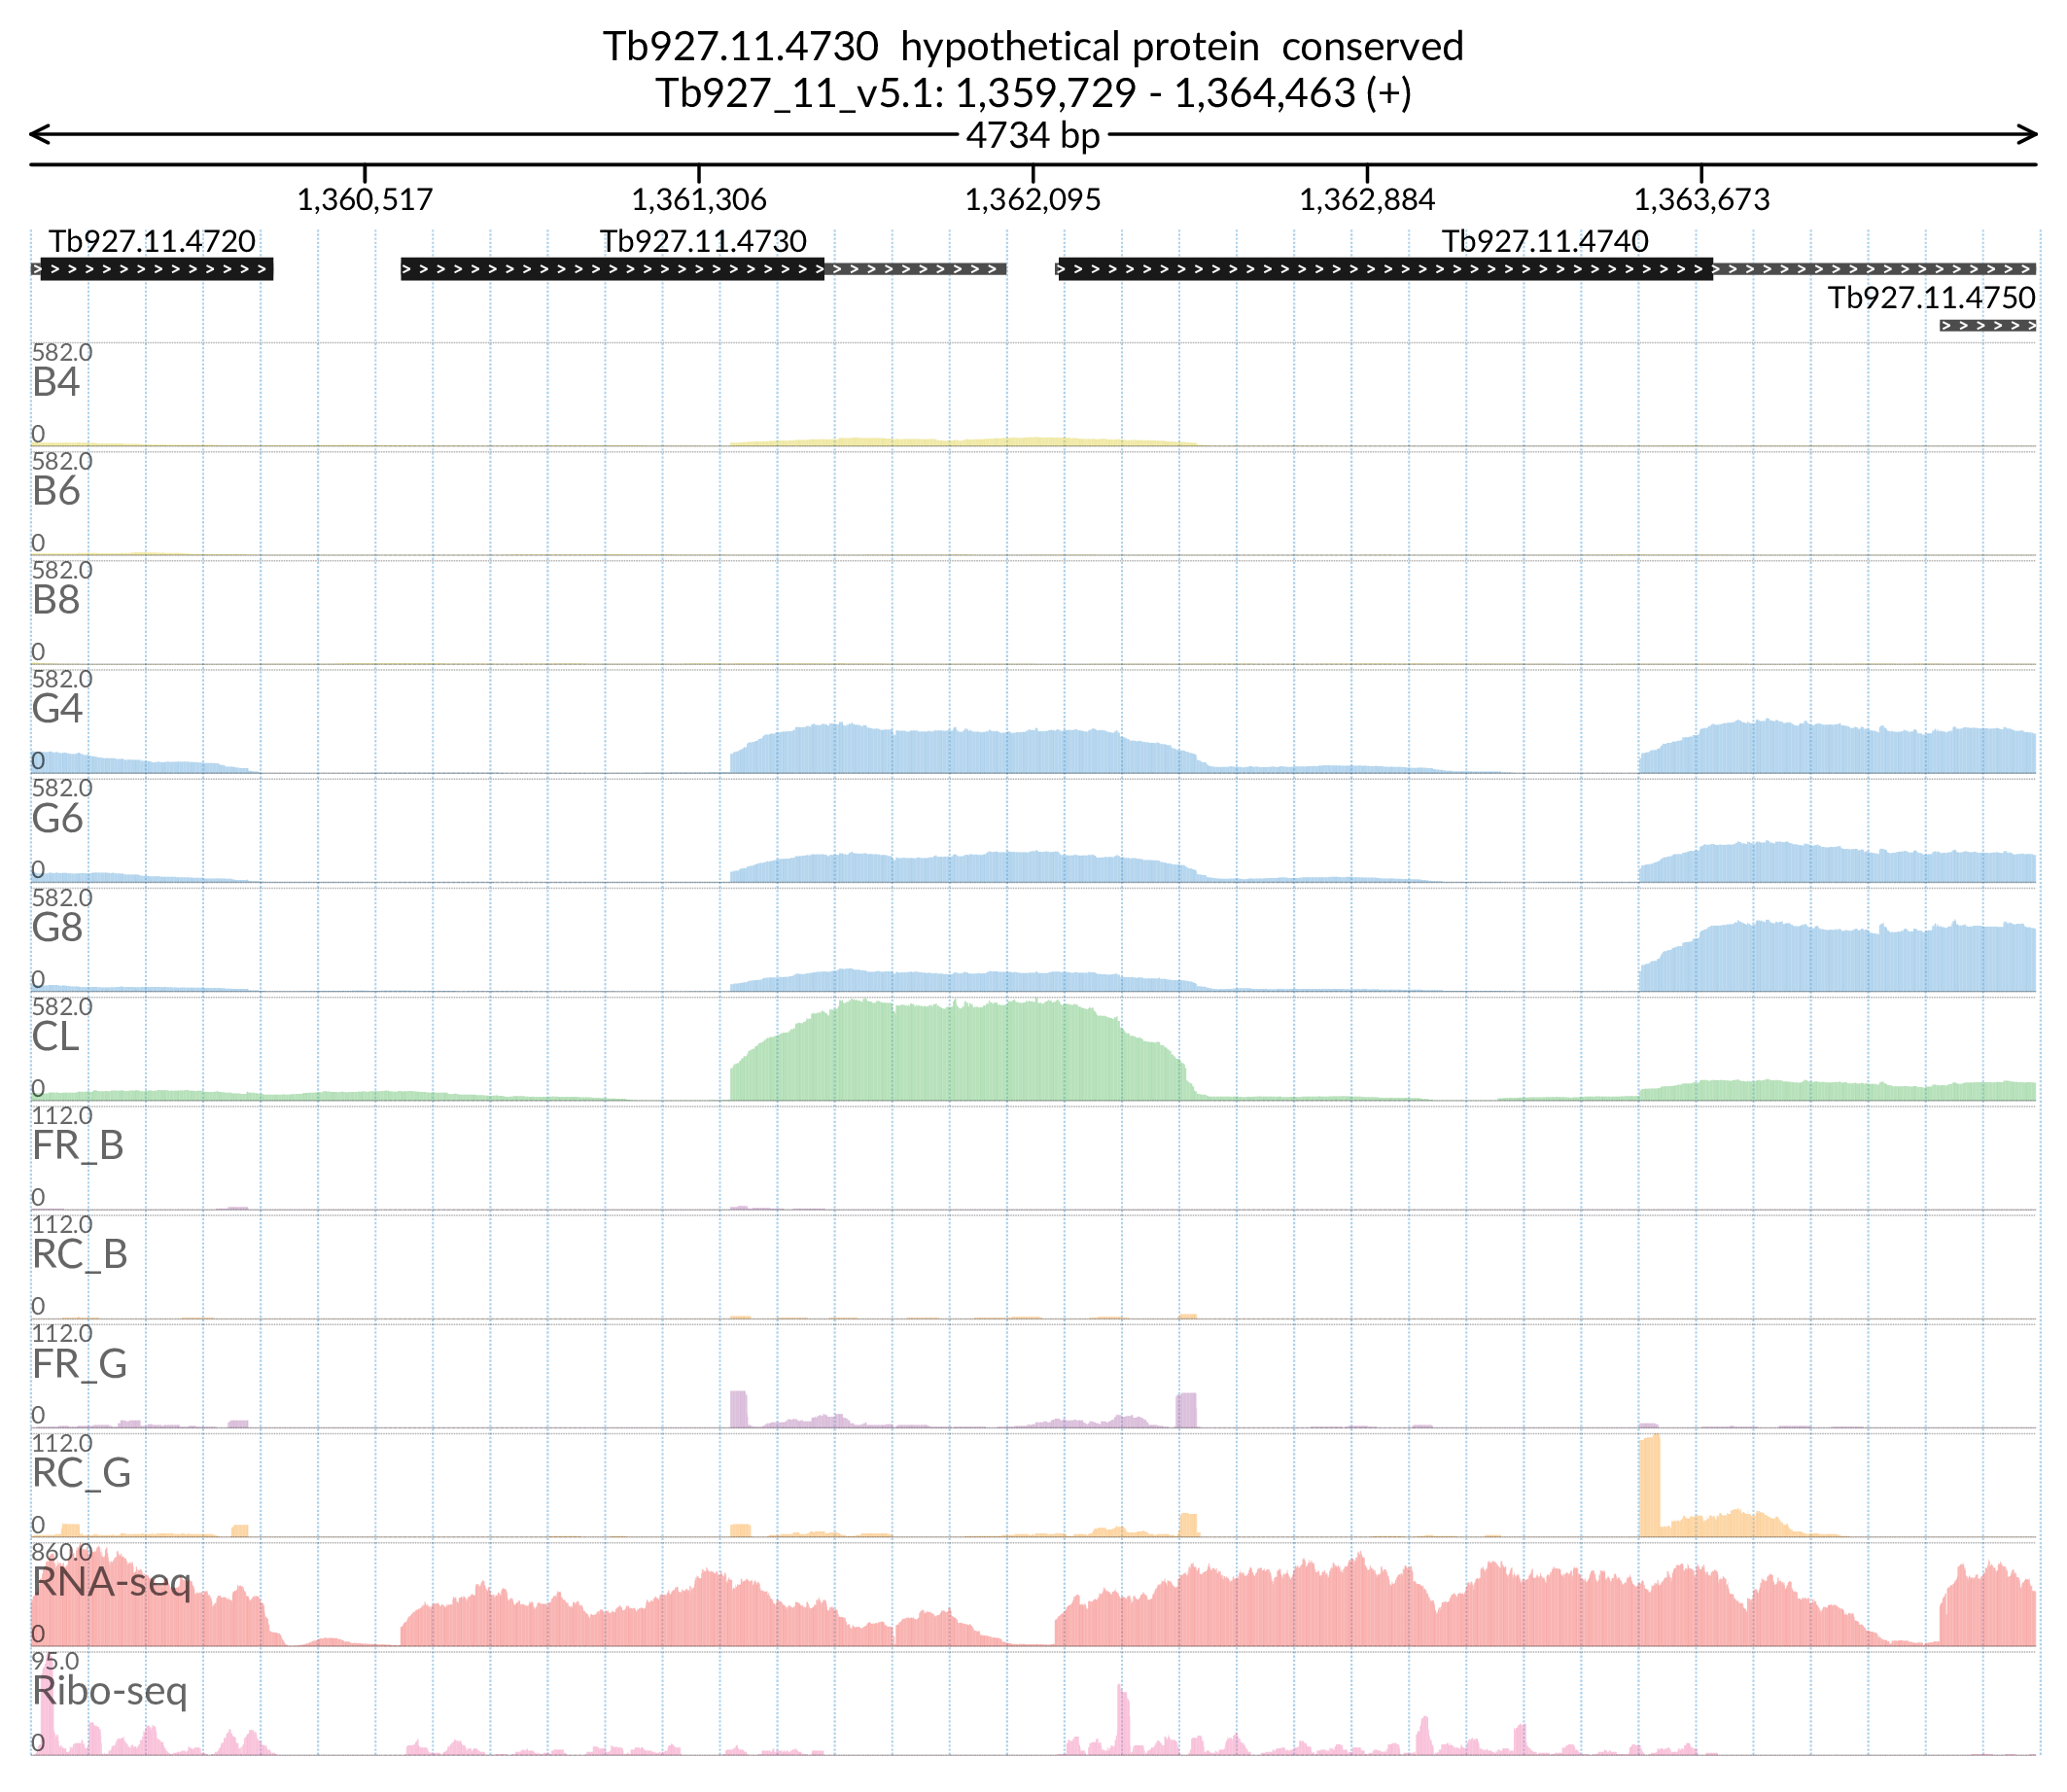 Tb927.11.4730  hypothetical protein  conserved
Tb927_11_v5.1: 1,359,729 - 1,364,463 (+)
4734 bp
1,360,517 1,361,306 1,362,095 1,362,884 1,363,673
Tb927.11.4720 Tb927.11.4730 Tb927.11.4740
Tb927.11.4750
582.0
B4
0
582.0
B6
0
582.0
B8
0
582.0
G4
0
582.0
G6
0
582.0
G8
0
582.0
CL
0
112.0
FR_B
0
112.0
RC_B
0
112.0
FR_G
0
112.0
RC_G
0
860.0
RNA-seq
0
95.0
Ribo-seq
0